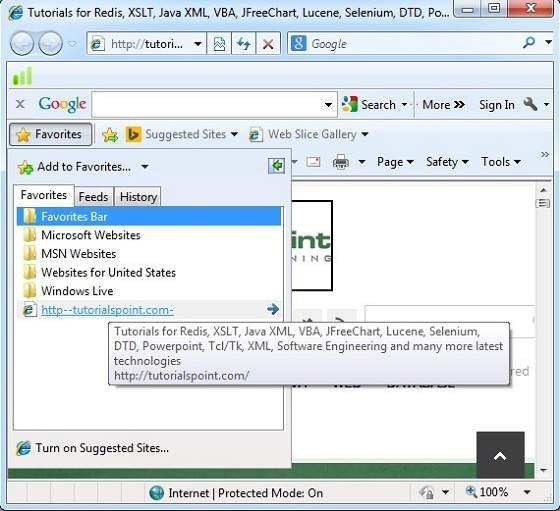 Tutorials for Redis, XSLT, Java XML, VBA, JFreeChart, Lucene, Selenium, DTD, Po...
http://tutori...
Google
Google
Search
More »
Sign In
Favorites
Suggested Sites
Web Slice Gallery
Add to Favorites...
Page
Safety
Tools
»
Favorites
Feeds
History
Favorites Bar
Microsoft Websites
MSN Websites
Websites for United States
Windows Live
http--tutorialspoint.com-
int
NING
Tutorials for Redis, XSLT, Java XML, VBA, JFreeChart, Lucene, Selenium,
DTD, Powerpoint, Tcl/Tk, XML, Software Engineering and many more latest
technologies
http://tutorialspoint.com/
red
Turn on Suggested Sites...
Internet | Protected Mode: On
100%